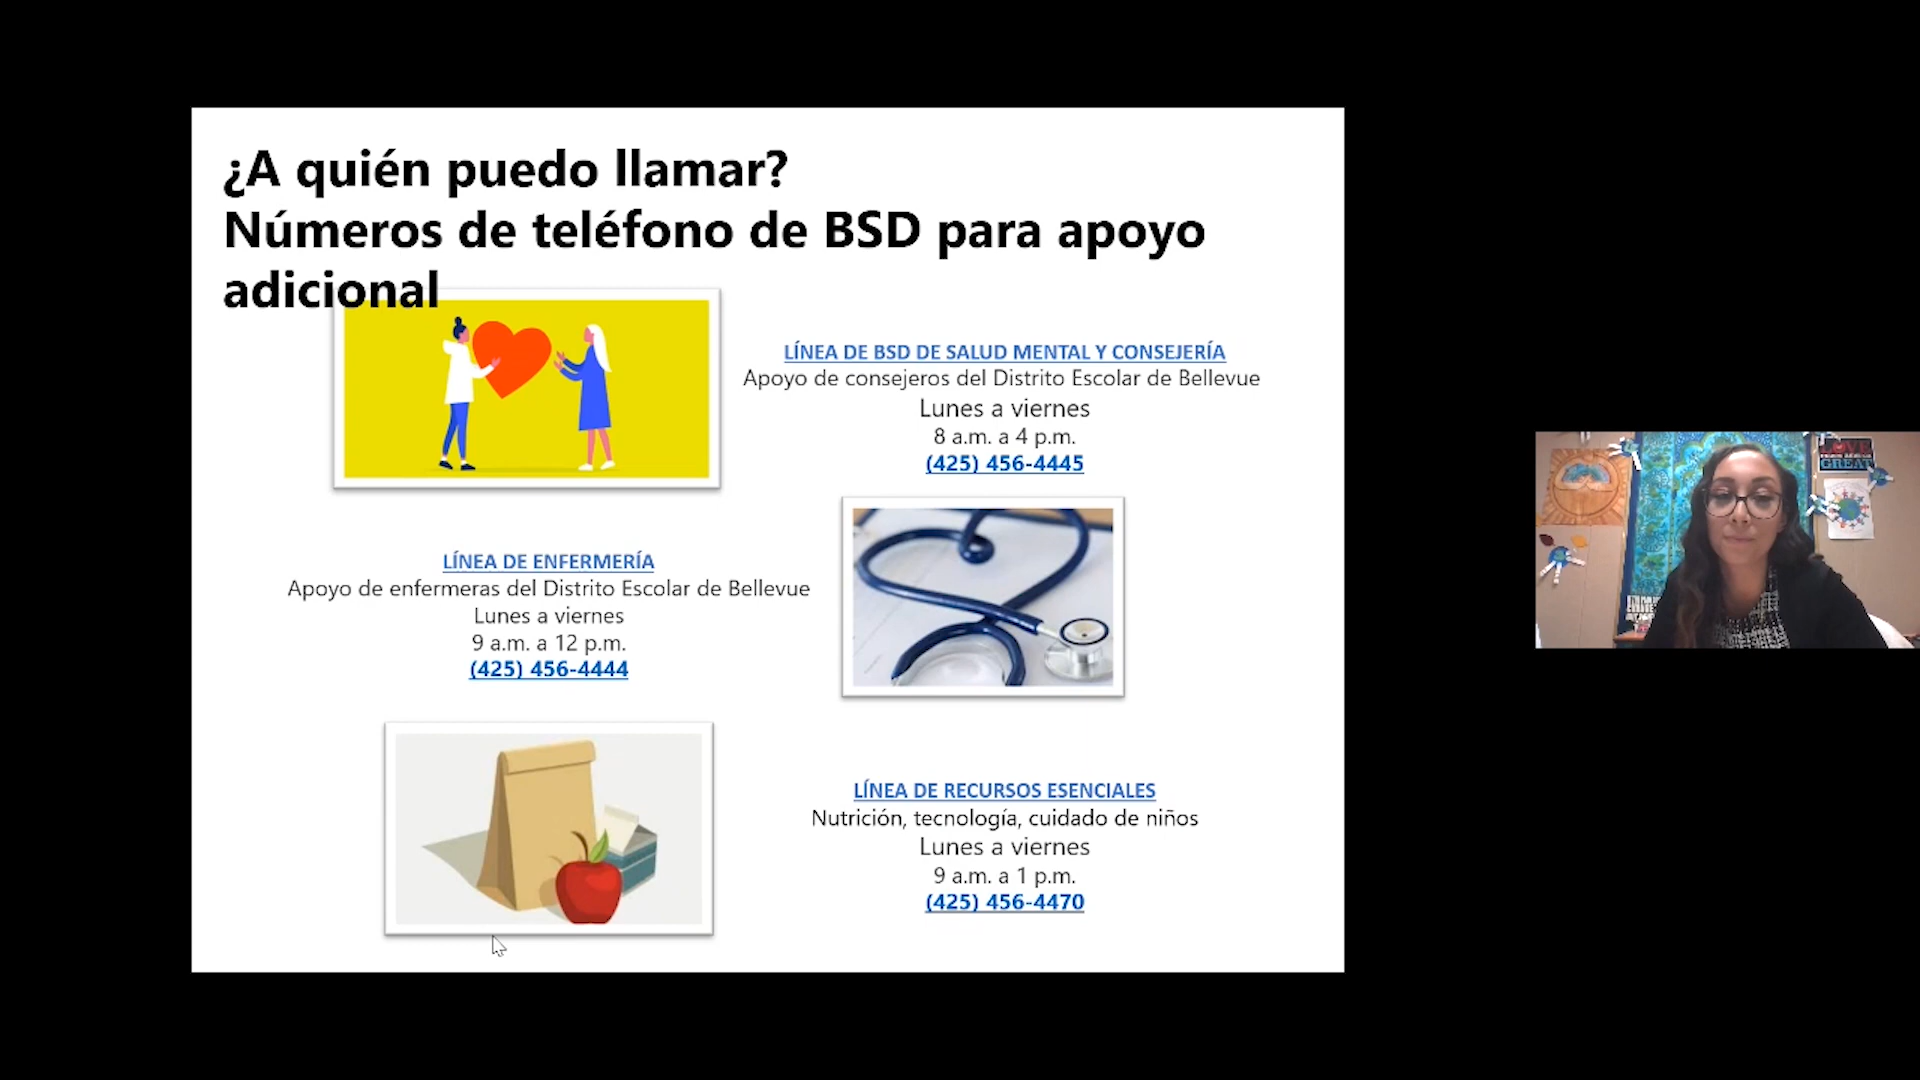 ¿A quién puedo llamar?
Números de teléfono de BSD para apoyo
adicional
LÍNEA DE BSD DE SALUD MENTAL Y CONSEJERÍA
Apoyo de consejeros del Distrito Escolar de Bellevue
Lunes a viernes
8 a.m. a 4 p.m.
(425) 456-4445
LÍNEA DE ENFERMERÍA
Apoyo de enfermeras del Distrito Escolar de Bellevue
Lunes a viernes
9 a.m. a 12 p.m.
(425) 456-4444
LÍNEA DE RECURSOS ESENCIALES
Nutrición, tecnología, cuidado de niños
Lunes a viernes
9 a.m. a 1 p.m.
(425) 456-4470
LOVE
GREAT